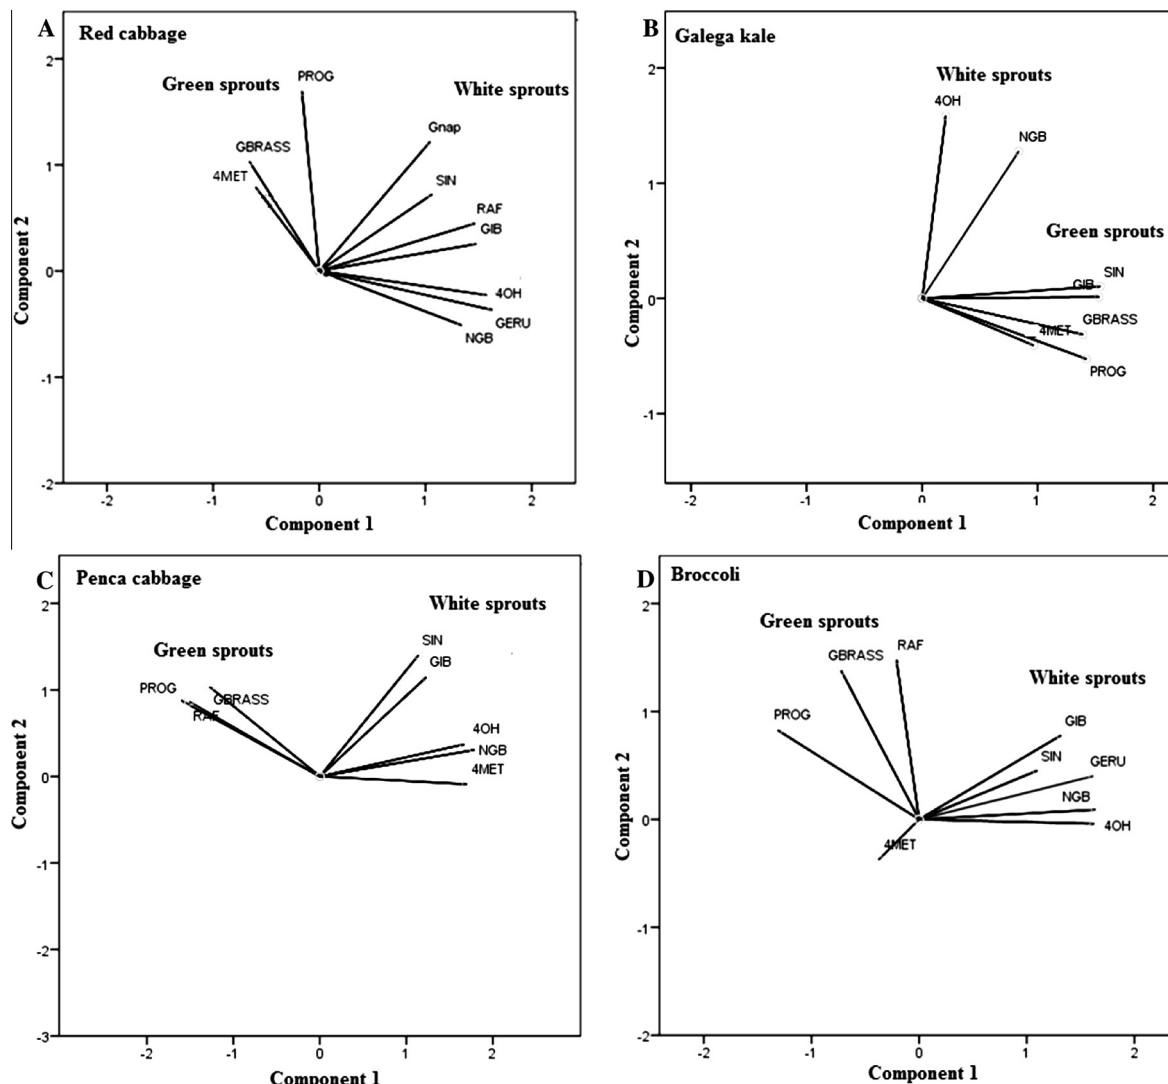 A
Red cabbage
Green sprouts
PROG
White sprouts
Gnap
GBRASS
4MET
SIN
RAF
GIB
4OH
GERU
NGB
Component 2
2
1
0
-1
-2
-2
-1
0
1
2
Component 1
B
Galega kale
White sprouts
4OH
NGB
Green sprouts
SIN
GIB
GBRASS
4MET
PROG
Component 2
2
1
0
-1
-2
-1
0
1
2
Component 1
C
Penca cabbage
White sprouts
Green sprouts
SIN
GIB
PROG
GBRASS
RAF
4OH
NGB
4MET
Component 2
2
1
0
-1
-2
-3
-2
-1
0
1
2
Component 1
D
Broccoli
Green sprouts
RAF
GBRASS
White sprouts
PROG
GIB
SIN
GERU
NGB
4OH
4MET
Component 2
2
1
0
-1
-2
-2
-1
0
1
2
Component 1